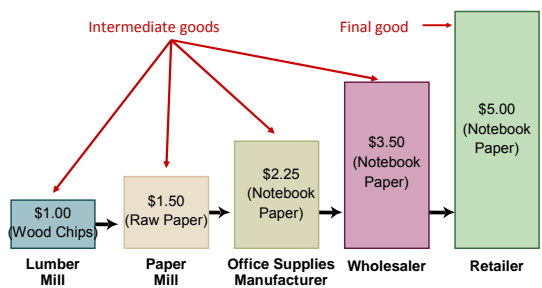 Intermediate goods
Final good
$5.00
(Notebook
Paper)
$3.50
(Notebook
Paper)
$2.25
(Notebook
Paper)
$1.50
(Raw Paper)
$1.00
(Wood Chips)
Lumber
Mill
Paper
Mill
Office Supplies
Manufacturer
Wholesaler
Retailer